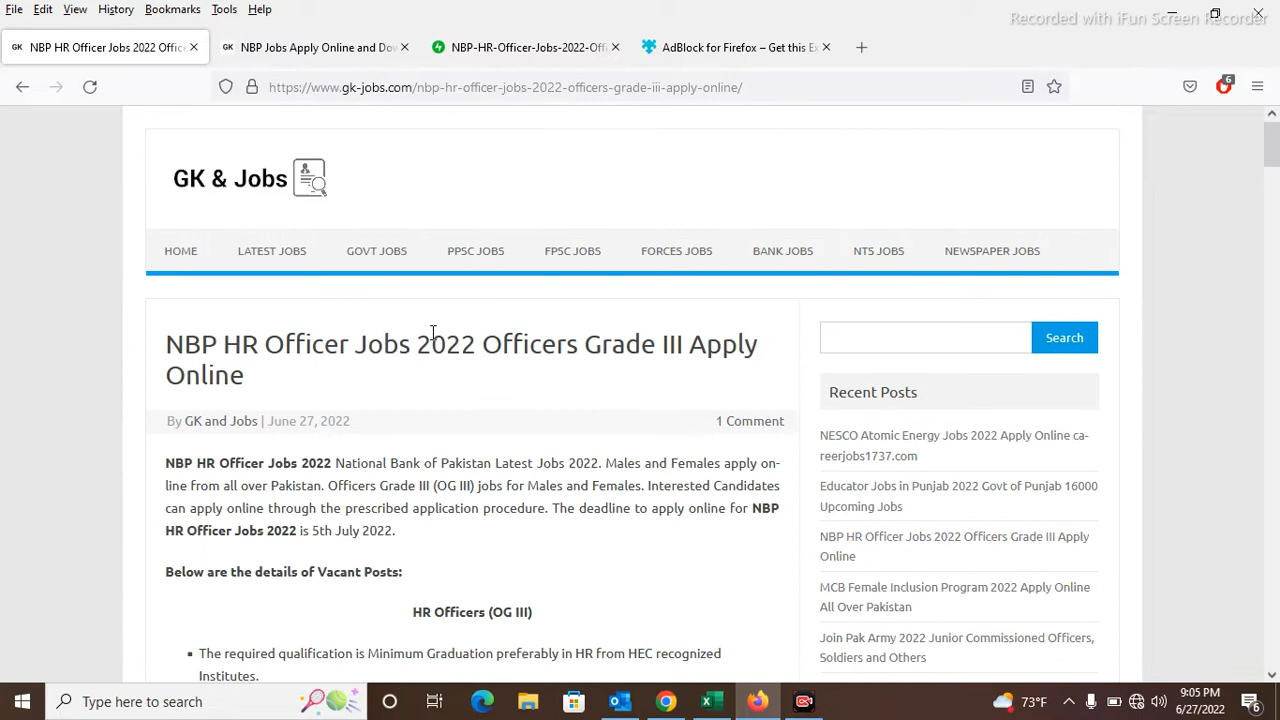 File Edit View History Bookmarks Tools Help
Recorded with iFun Screen Recorder
GK NBP HR Officer Jobs 2022 Office
GK NBP Jobs Apply Online and Dow
NBP-HR-Officer-Jobs-2022-Offi
AdBlock for Firefox – Get this Ex
https://www.gk-jobs.com/nbp-hr-officer-jobs-2022-officers-grade-iii-apply-online/
6
GK & Jobs
HOME LATEST JOBS GOVT JOBS PPSC JOBS FPSC JOBS FORCES JOBS BANK JOBS NTS JOBS NEWSPAPER JOBS
NBP HR Officer Jobs 2022 Officers Grade III Apply
Online
By GK and Jobs | June 27, 2022
1 Comment
NBP HR Officer Jobs 2022 National Bank of Pakistan Latest Jobs 2022. Males and Females apply on-
line from all over Pakistan. Officers Grade III (OG III) jobs for Males and Females. Interested Candidates
can apply online through the prescribed application procedure. The deadline to apply online for NBP
HR Officer Jobs 2022 is 5th July 2022.
Below are the details of Vacant Posts:
HR Officers (OG III)
The required qualification is Minimum Graduation preferably in HR from HEC recognized
Institutes.
Search
Recent Posts
NESCO Atomic Energy Jobs 2022 Apply Online ca-
reerjobs1737.com
Educator Jobs in Punjab 2022 Govt of Punjab 16000
Upcoming Jobs
NBP HR Officer Jobs 2022 Officers Grade III Apply
Online
MCB Female Inclusion Program 2022 Apply Online
All Over Pakistan
Join Pak Army 2022 Junior Commissioned Officers,
Soldiers and Others
Type here to search
73°F
9:05 PM
6/27/2022
6